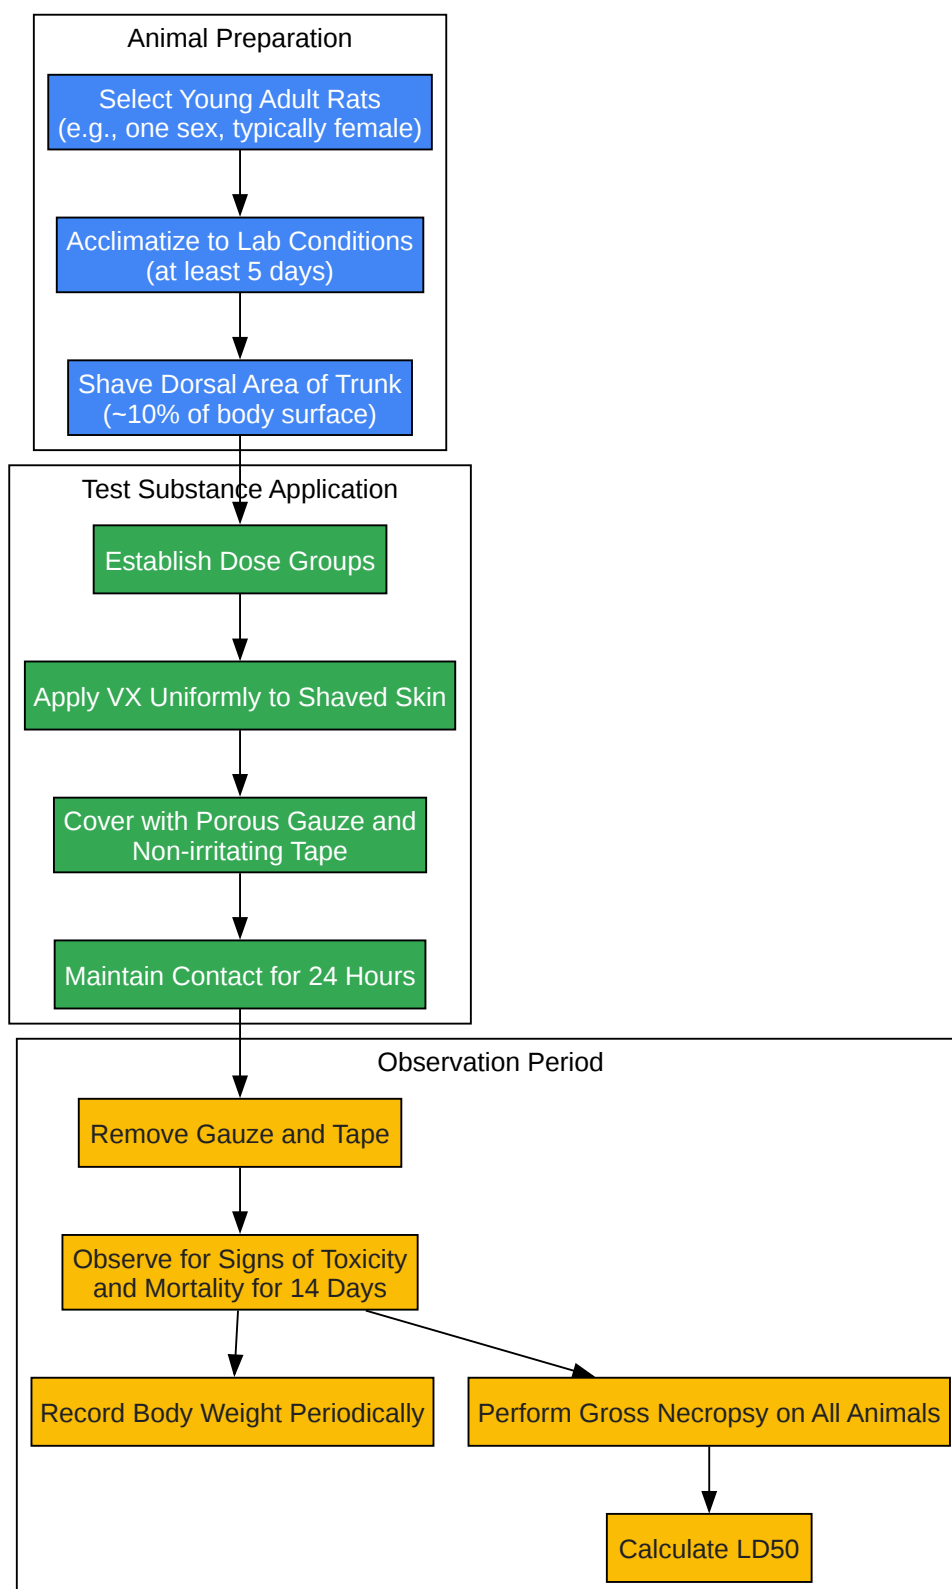 Animal Preparation
Select Young Adult Rats
(e.g., one sex, typically female)
Acclimatize to Lab Conditions
(at least 5 days)
Shave Dorsal Area of Trunk
(~10% of body surface)
Test Substance Application
Establish Dose Groups
Apply VX Uniformly to Shaved Skin
Cover with Porous Gauze and
Non-irritating Tape
Maintain Contact for 24 Hours
Observation Period
Remove Gauze and Tape
Observe for Signs of Toxicity
and Mortality for 14 Days
Record Body Weight Periodically
Perform Gross Necropsy on All Animals
Calculate LD50